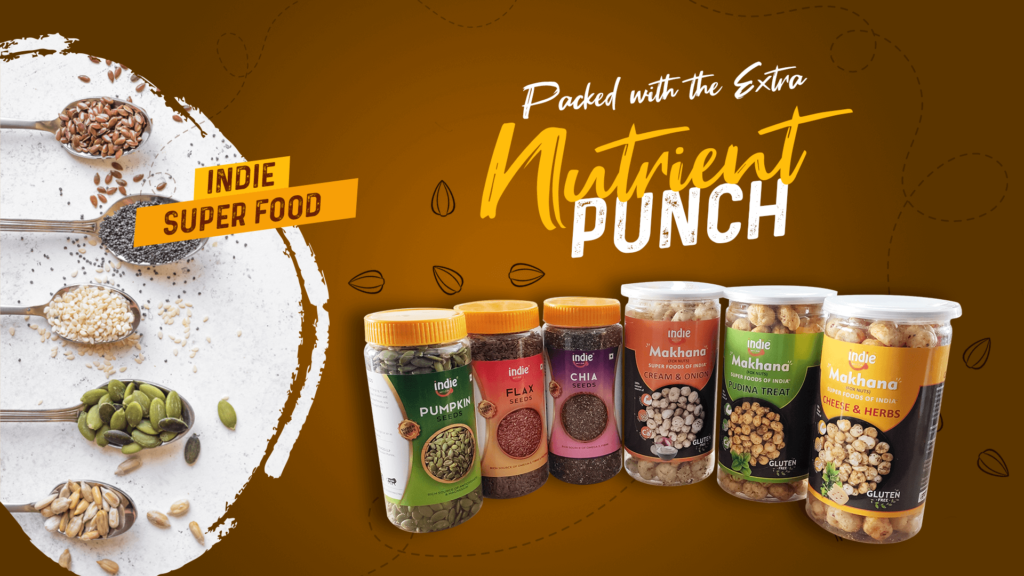 INDIE
SUPER FOOD
Packed with the Extra
Nutrient
PUNCH
indie
PUMPKIN
SEEDS
indie
FLAX
SEEDS
indie
CHIA
SEEDS
indie
Makhana
SUPER FOODS OF INDIA
CREAM & ONION
GLUTEN
FREE
indie
Makhana
SUPER FOODS OF INDIA
PUDINA TREAT
GLUTEN
FREE
indie
Makhana
SUPER FOODS OF INDIA
CHEESE & HERBS
GLUTEN
FREE